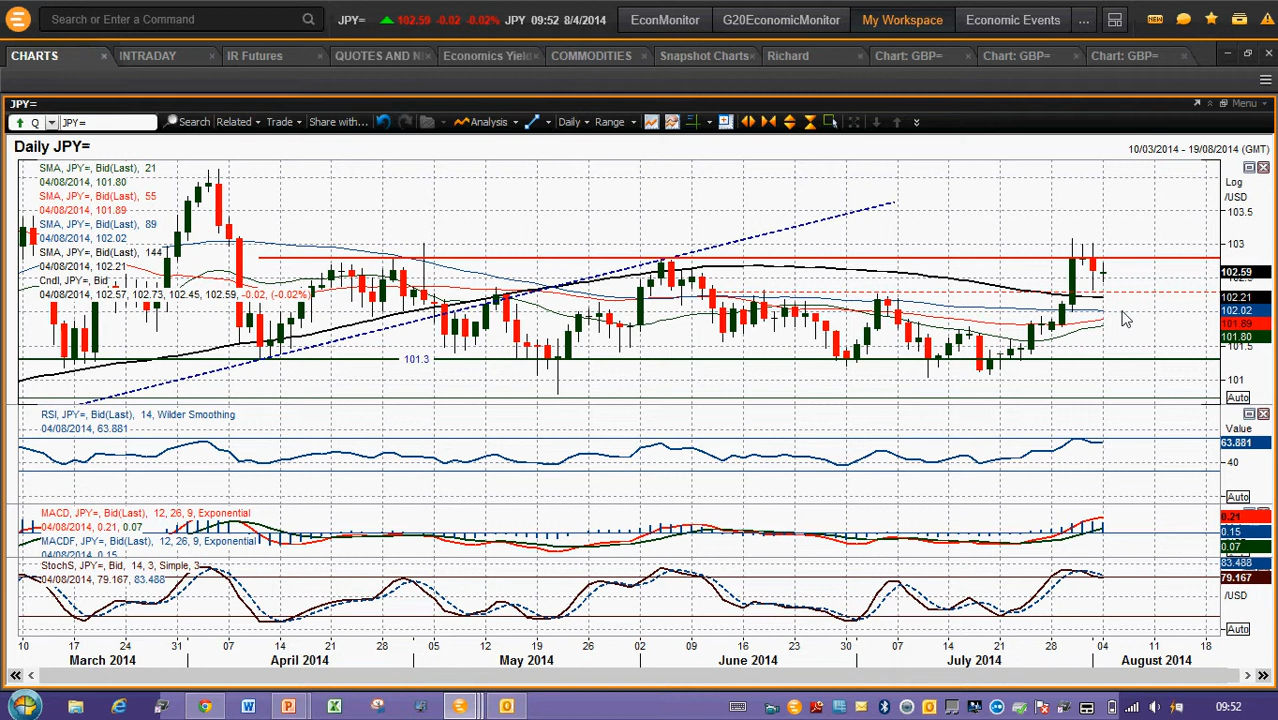 Search or Enter a Command
JPY= 102.59 -0.02 -0.02% JPY 09:52 8/4/2014
EconMonitor
G20EconomicMonitor
My Workspace
Economic Events
...
NEW
CHARTS
INTRADAY
IR Futures
QUOTES AND N
Economics Yield
COMMODITIES
Snapshot Charts
Richard
Chart: GBP=
Chart: GBP=
Chart: GBP=
JPY=
Menu
Q
JPY=
Search
Related
Trade
Share with...
Analysis
Daily
Range
Daily JPY=
10/03/2014 - 19/08/2014 (GMT)
SMA, JPY=, Bid(Last), 21
04/08/2014, 101.80
SMA, JPY=, Bid(Last), 55
04/08/2014, 101.89
SMA, JPY=, Bid(Last), 89
04/08/2014, 102.02
SMA, JPY=, Bid(Last), 144
04/08/2014, 102.21
Cndl, JPY=, Bid
04/08/2014, 102.57, 102.73, 102.45, 102.59, -0.02, (-0.02%)
101.3
Log
/USD
103.5
103
102.59
102.21
102.02
101.89
101.80
101.5
101
Auto
RSI, JPY=, Bid(Last), 14, Wilder Smoothing
04/08/2014, 63.881
Value
63.881
40
Auto
MACD, JPY=, Bid(Last), 12, 26, 9, Exponential
04/08/2014, 0.21, 0.07
MACDF, JPY=, Bid(Last), 12, 26, 9, Exponential
04/08/2014, 0.15
0.21
0.15
0.07
StochS, JPY=, Bid, 14, 3, Simple, 3
04/08/2014, 79.167, 83.488
83.488
79.167
/USD
Auto
10 17 24 31 07 14 21 28 05 12 19 26 02 09 16 23 30 07 14 21 28 04 11 18
March 2014 April 2014 May 2014 June 2014 July 2014 August 2014
09:52